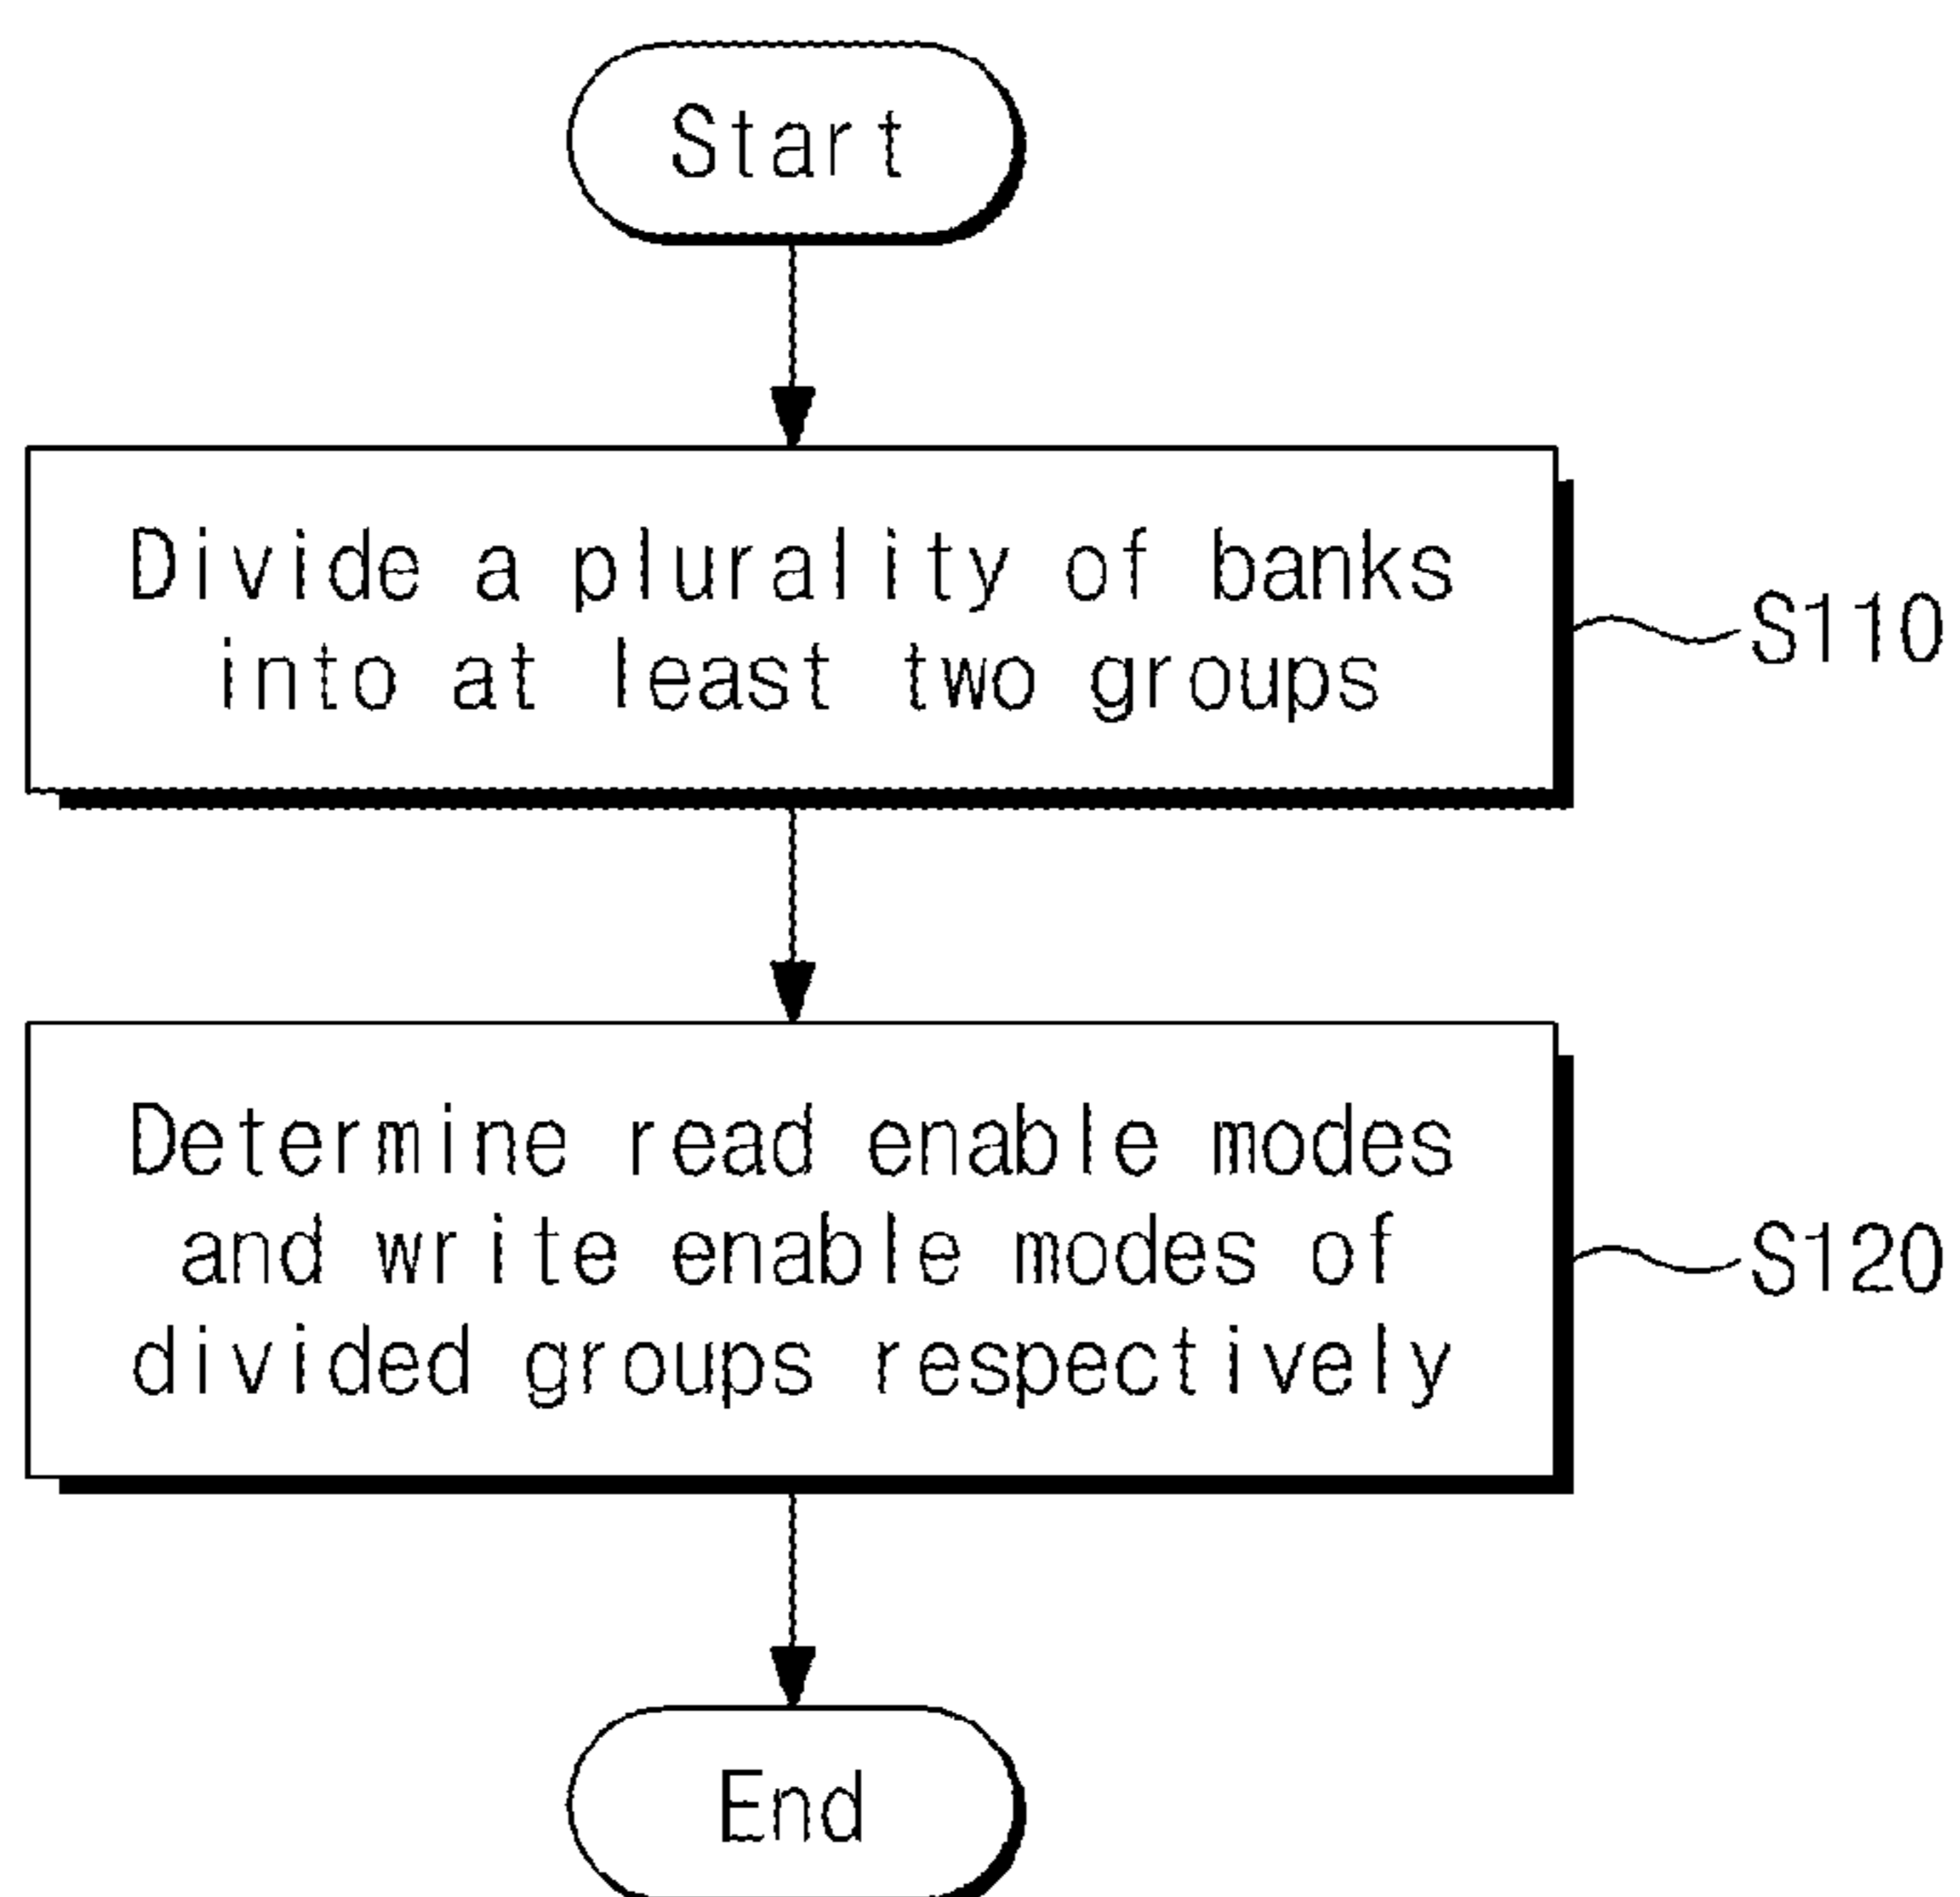 Start
Divide a plurality of banks
into at least two groups
S110
Determine read enable modes
and write enable modes of
divided groups respectively
S120
End